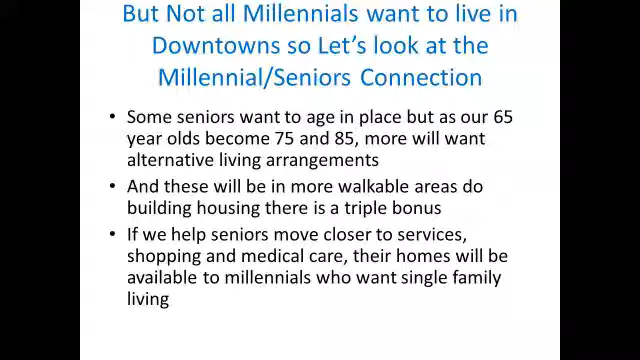 But Not all Millennials want to live in
Downtowns so Let's look at the
Millennial/Seniors Connection
• Some seniors want to age in place but as our 65
year olds become 75 and 85, more will want
alternative living arrangements
• And these will be in more walkable areas do
building housing there is a triple bonus
• If we help seniors move closer to services,
shopping and medical care, their homes will be
available to millennials who want single family
living